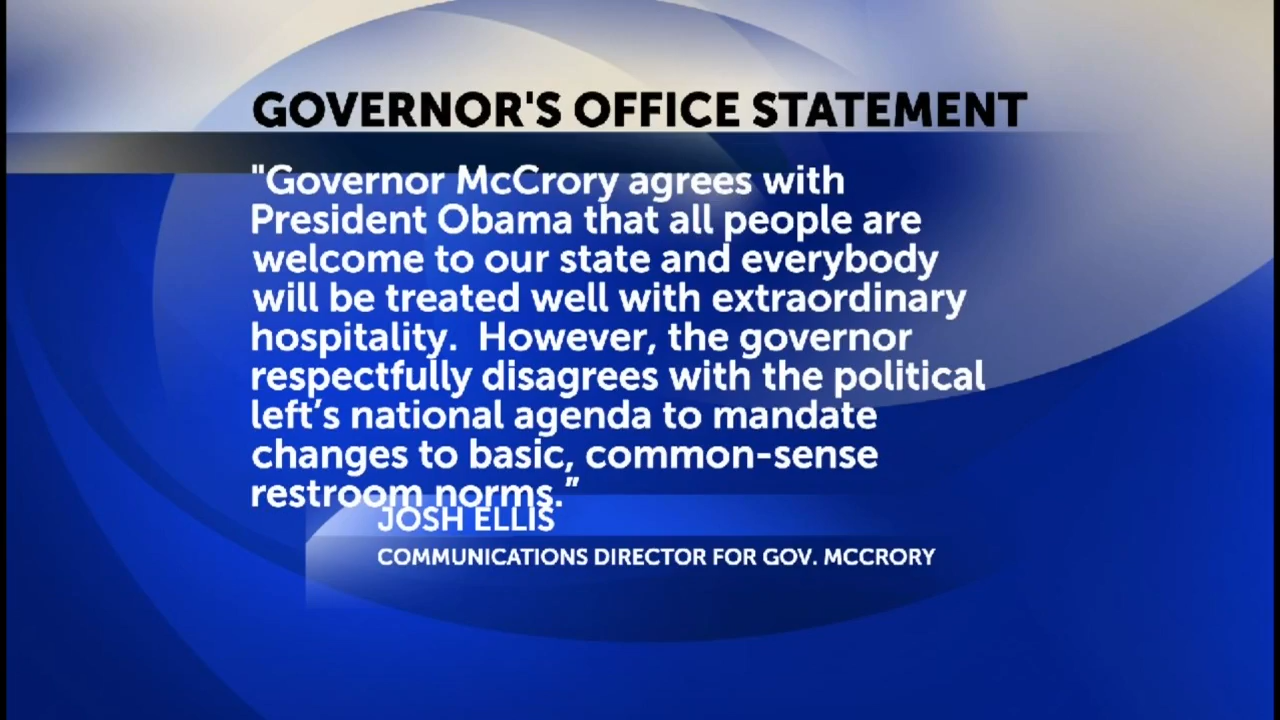 GOVERNOR'S OFFICE STATEMENT
"Governor McCrory agrees with
President Obama that all people are
welcome to our state and everybody
will be treated well with extraordinary
hospitality.  However, the governor
respectfully disagrees with the political
left’s national agenda to mandate
changes to basic, common-sense
restroom norms.”
JOSH ELLIS
COMMUNICATIONS DIRECTOR FOR GOV. MCCRORY